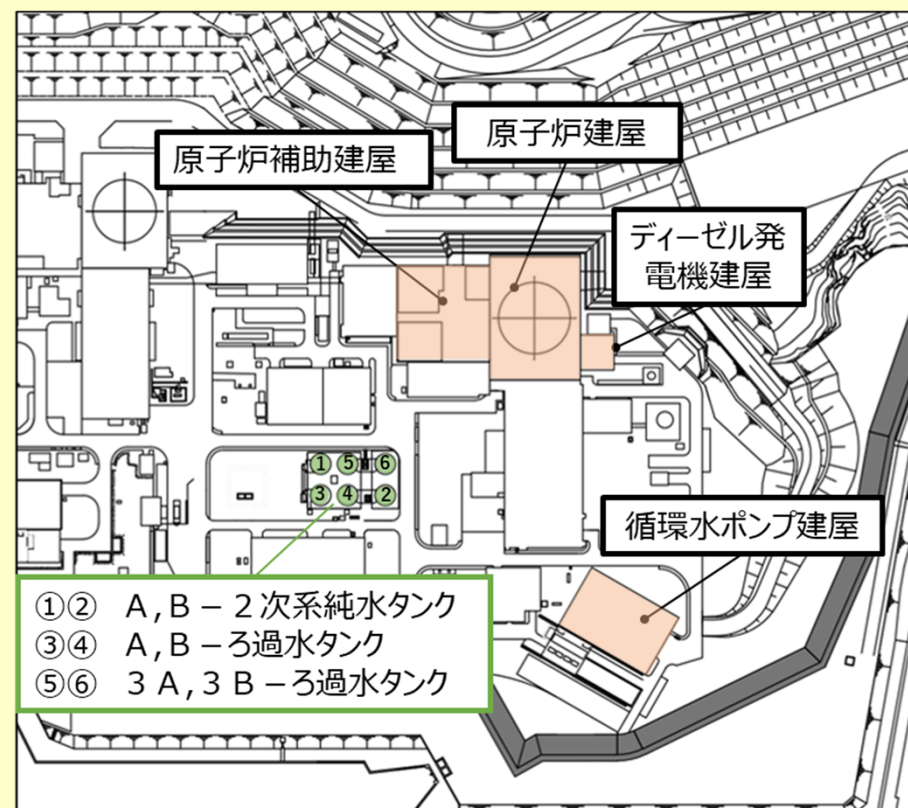 原子炉建屋
原子炉補助建屋
ディーゼル発
電機建屋
① ⑤ ⑥
③ ④ ②
循環水ポンプ建屋
①② A,B－２次系純水タンク
③④ A,B－ろ過水タンク
⑤⑥ ３A,３B－ろ過水タンク